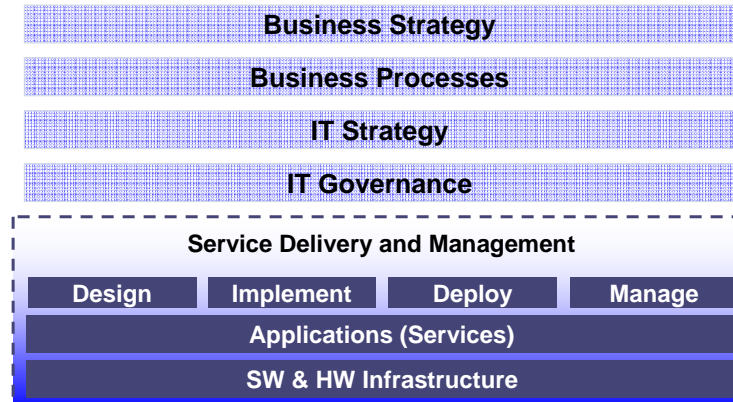 Business Strategy
Business Processes
IT Strategy
IT Governance
Service Delivery and Management
Design Implement Deploy Manage
Applications (Services)
SW & HW Infrastructure